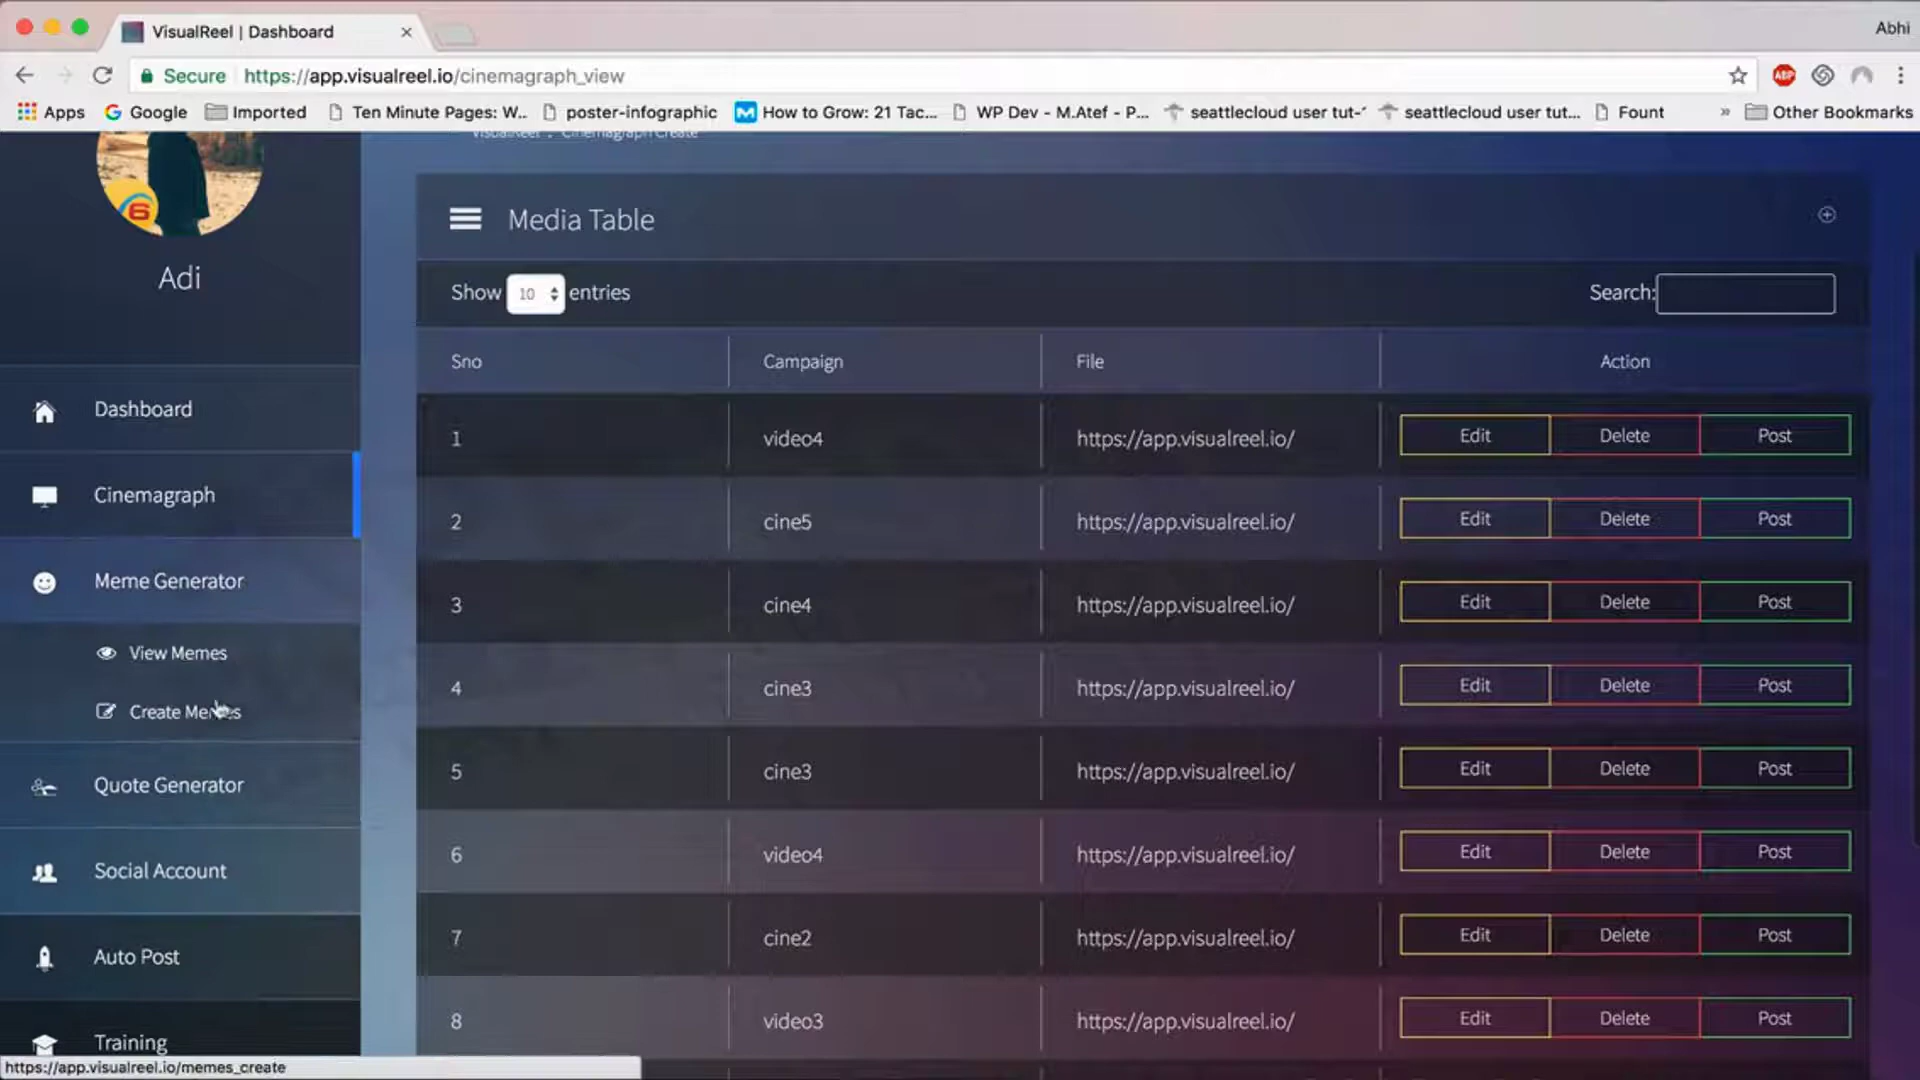 VisualReel | Dashboard
Abhi
Secure https://app.visualreel.io/cinemagraph_view
ABP
Apps Google Imported Ten Minute Pages: W... poster-infographic How to Grow: 21 Tac... WP Dev - M.Atef - P... seattlecloud user tut-' seattlecloud user tut... Fount » Other Bookmarks
VisualReel . Cinemagraph Create
6
Adi
Dashboard
Cinemagraph
Meme Generator
View Memes
Create Memes
Quote Generator
Social Account
Auto Post
Training
Media Table
Show 10 entries
Search:
Sno Campaign File Action
1 video4 https://app.visualreel.io/ Edit Delete Post
2 cine5 https://app.visualreel.io/ Edit Delete Post
3 cine4 https://app.visualreel.io/ Edit Delete Post
4 cine3 https://app.visualreel.io/ Edit Delete Post
5 cine3 https://app.visualreel.io/ Edit Delete Post
6 video4 https://app.visualreel.io/ Edit Delete Post
7 cine2 https://app.visualreel.io/ Edit Delete Post
8 video3 https://app.visualreel.io/ Edit Delete Post
https://app.visualreel.io/memes_create